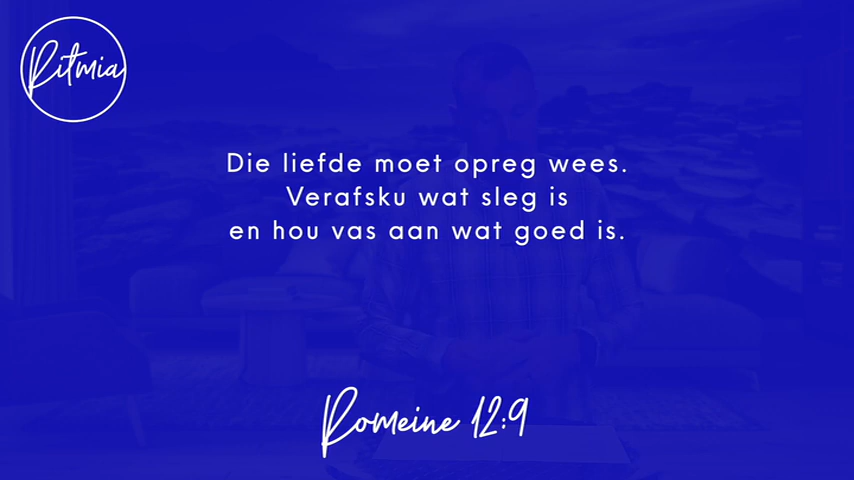 Ritmia
Die liefde moet opreg wees.
Verafsku wat sleg is
en hou vas aan wat goed is.
Romeine 12:9